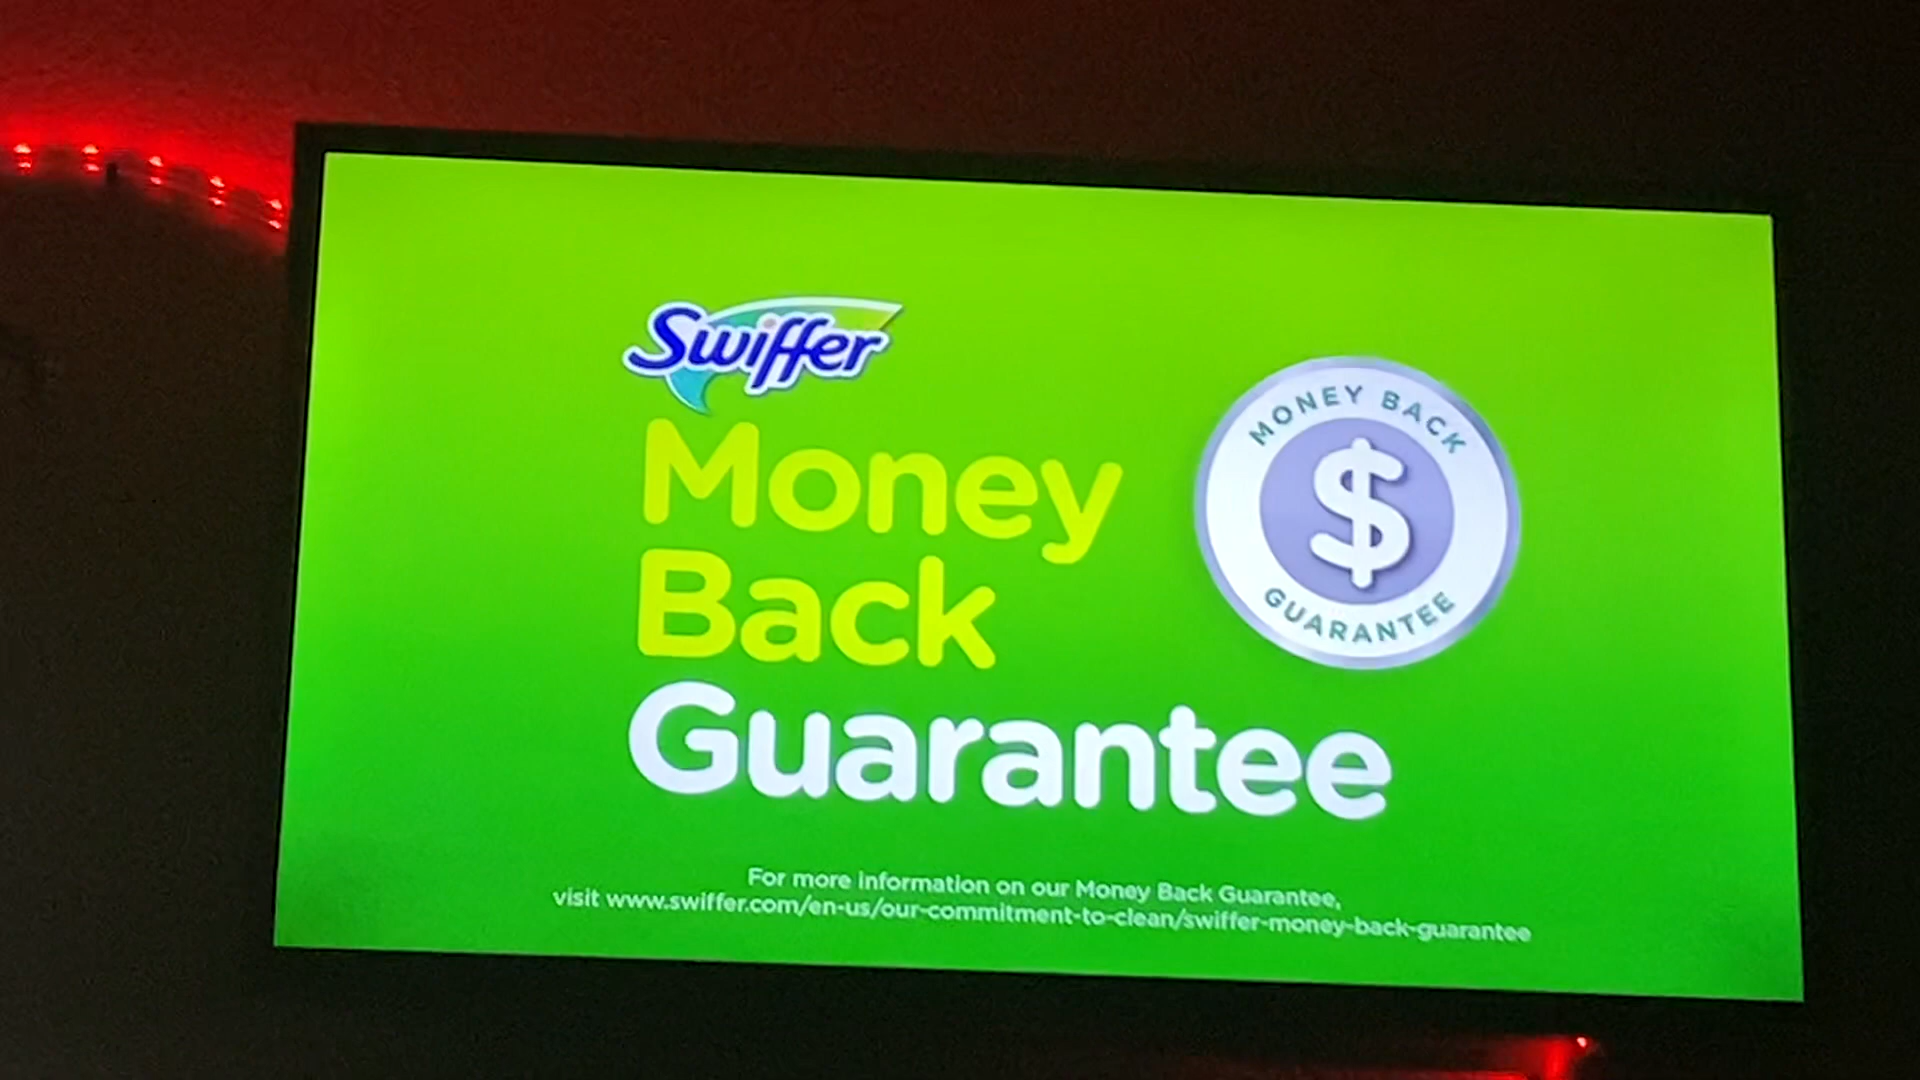 Swiffer
Money
Back
Guarantee
MONEY BACK
$
GUARANTEE
For more information on our Money Back Guarantee,
visit www.swiffer.com/en-us/our-commitment-to-clean/swiffer-money-back-guarantee